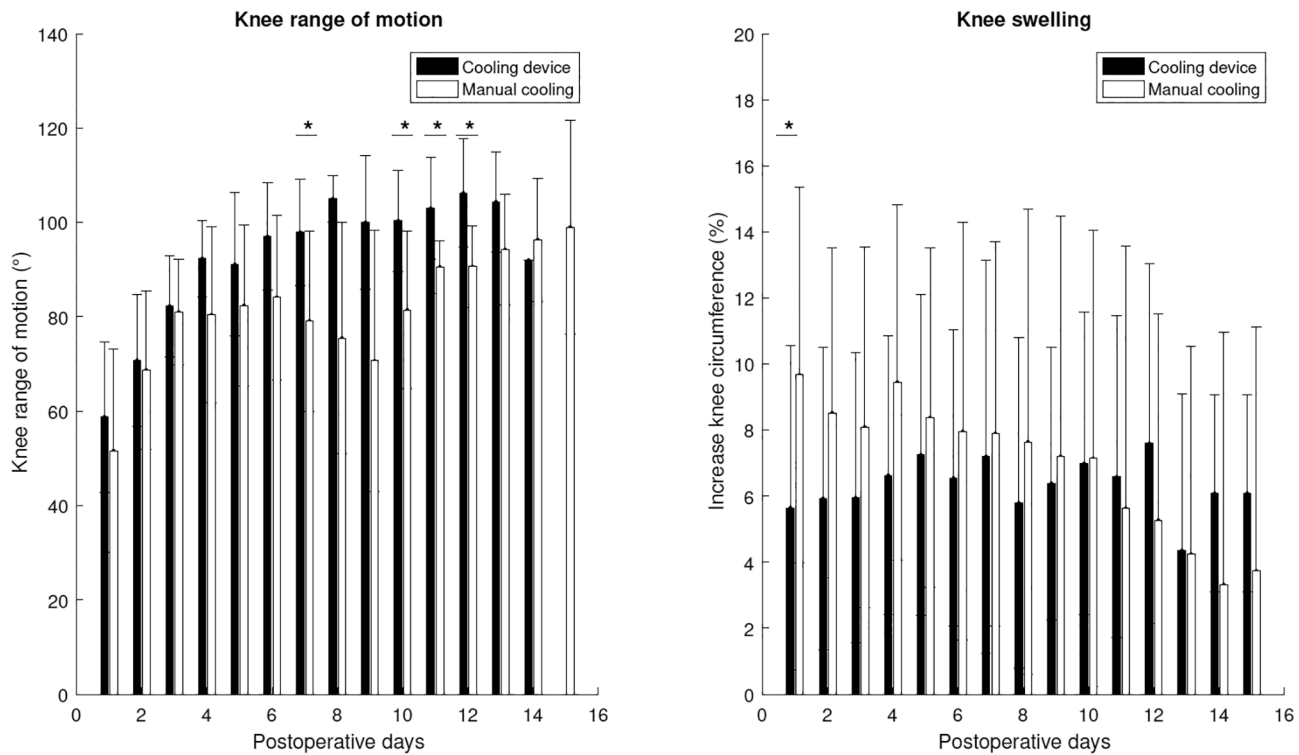 Knee range of motion
140
120
100
80
60
40
20
0
Knee range of motion (°)
Cooling device
Manual cooling
*
*
*
*
0 2 4 6 8 10 12 14 16
Postoperative days
Knee swelling
20
18
16
14
12
10
8
6
4
2
0
Increase knee circumference (%)
Cooling device
Manual cooling
*
0 2 4 6 8 10 12 14 16
Postoperative days